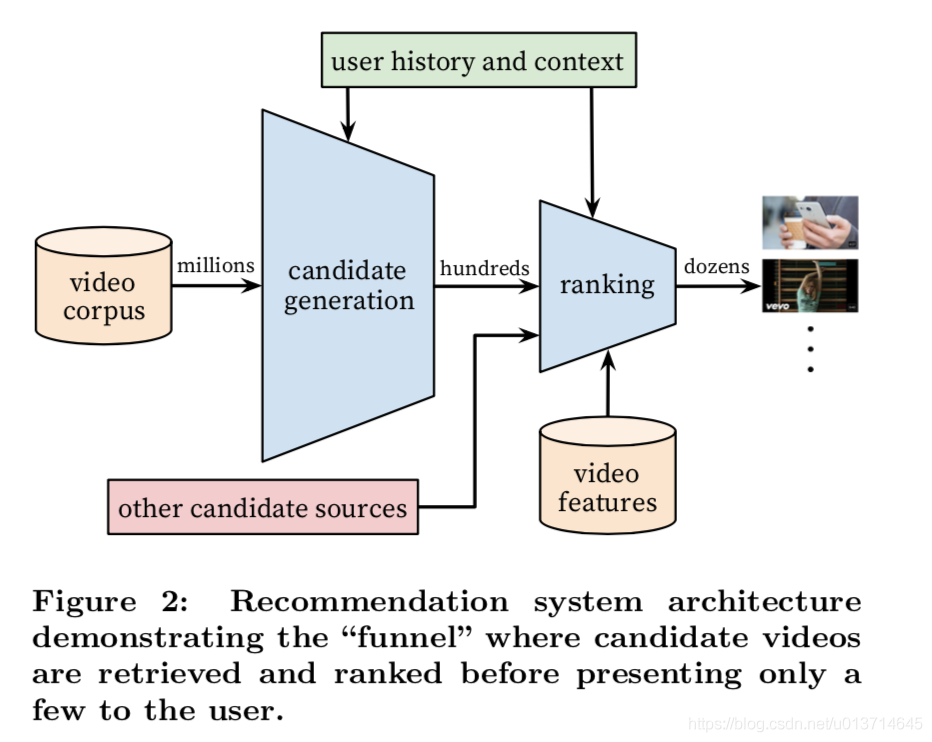 user history and context
video
corpus
millions
candidate
generation
hundreds
ranking
dozens
vevo
other candidate sources
video
features
Figure 2: Recommendation system architecture
demonstrating the “funnel” where candidate videos
are retrieved and ranked before presenting only a
few to the user.
https://blog.csdn.net/u013714645